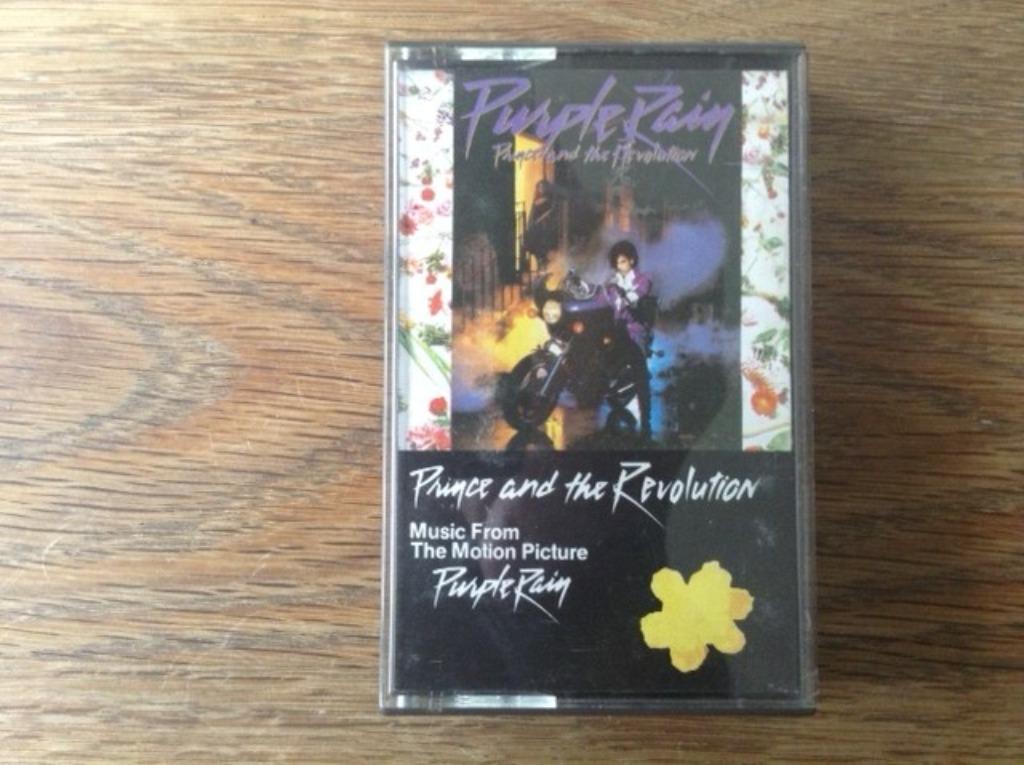 Purple Rain
Prince and the Revolution
Prince and the Revolution
Music From
The Motion Picture
Purple Rain